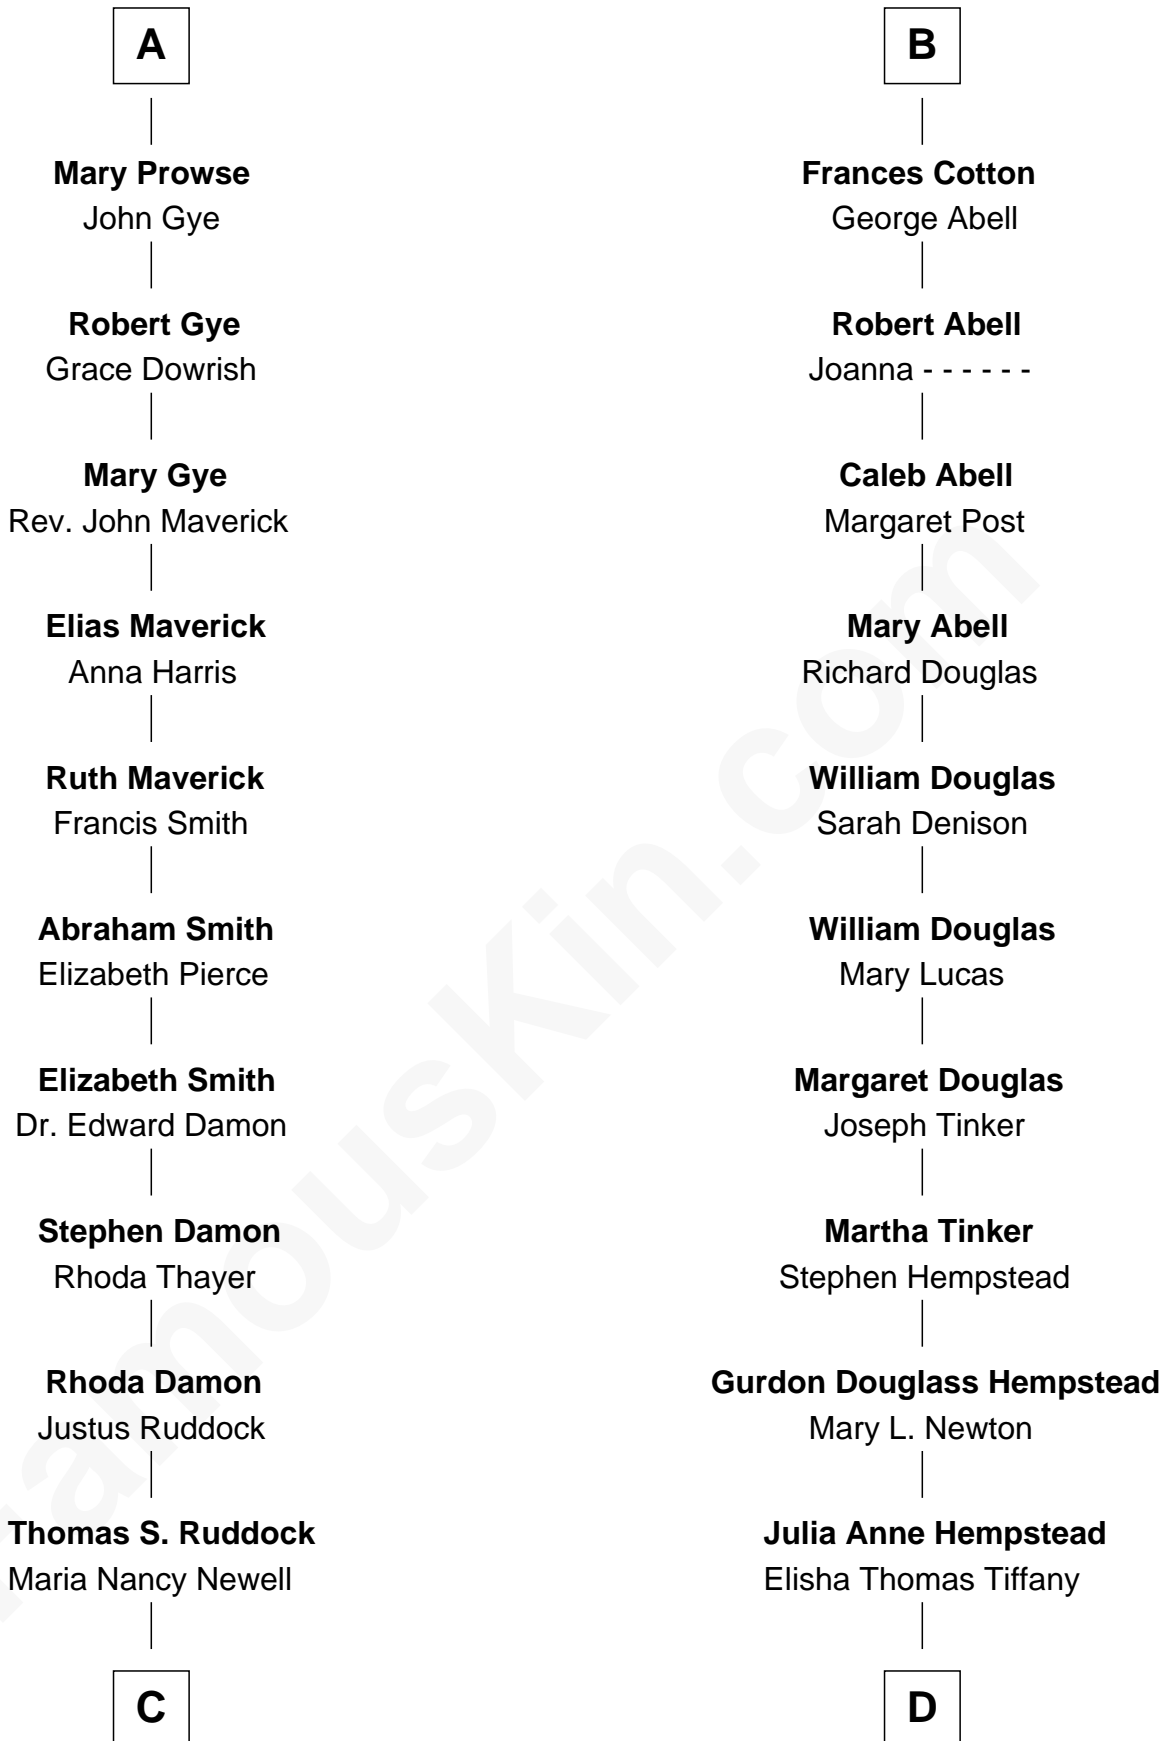 A
Mary Prowse
John Gye
Robert Gye
Grace Dowrish
Mary Gye
Rev. John Maverick
Elias Maverick
Anna Harris
Ruth Maverick
Francis Smith
Abraham Smith
Elizabeth Pierce
Elizabeth Smith
Dr. Edward Damon
Stephen Damon
Rhoda Thayer
Rhoda Damon
Justus Ruddock
Thomas S. Ruddock
Maria Nancy Newell
C
B
Frances Cotton
George Abell
Robert Abell
Joanna - - - - - -
Caleb Abell
Margaret Post
Mary Abell
Richard Douglas
William Douglas
Sarah Denison
William Douglas
Mary Lucas
Margaret Douglas
Joseph Tinker
Martha Tinker
Stephen Hempstead
Gurdon Douglass Hempstead
Mary L. Newton
Julia Anne Hempstead
Elisha Thomas Tiffany
D
FamousKin.com